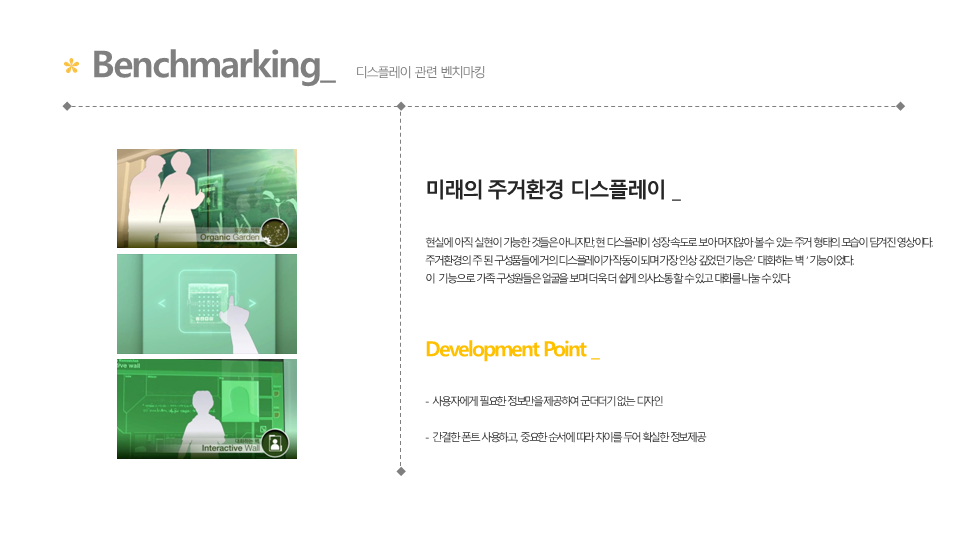 * Benchmarking_ 디스플레이 관련 벤치마킹
Organic Garden
미래의 주거환경 디스플레이 _
현실에 아직 실현이 가능한 것들은 아니지만, 현 디스플레이 성장 속도로 보아 머지않아 볼 수 있는 주거 형태의 모습이 담겨진 영상이다.
주거환경의 주 된 구성품들에 거의 디스플레이가 작동이 되며 가장 인상 깊었던 기능은 ' 대화하는 벽 ' 기능이었다.
이 기능으로 가족 구성원들은 얼굴을 보며 더욱 더 쉽게 의사소통 할 수 있고 대화를 나눌 수 있다.
ive wall
Interactive Wall
Development Point _
- 사용자에게 필요한 정보만을 제공하여 군더더기 없는 디자인
- 간결한 폰트 사용하고, 중요한 순서에 따라 차이를 두어 확실한 정보제공